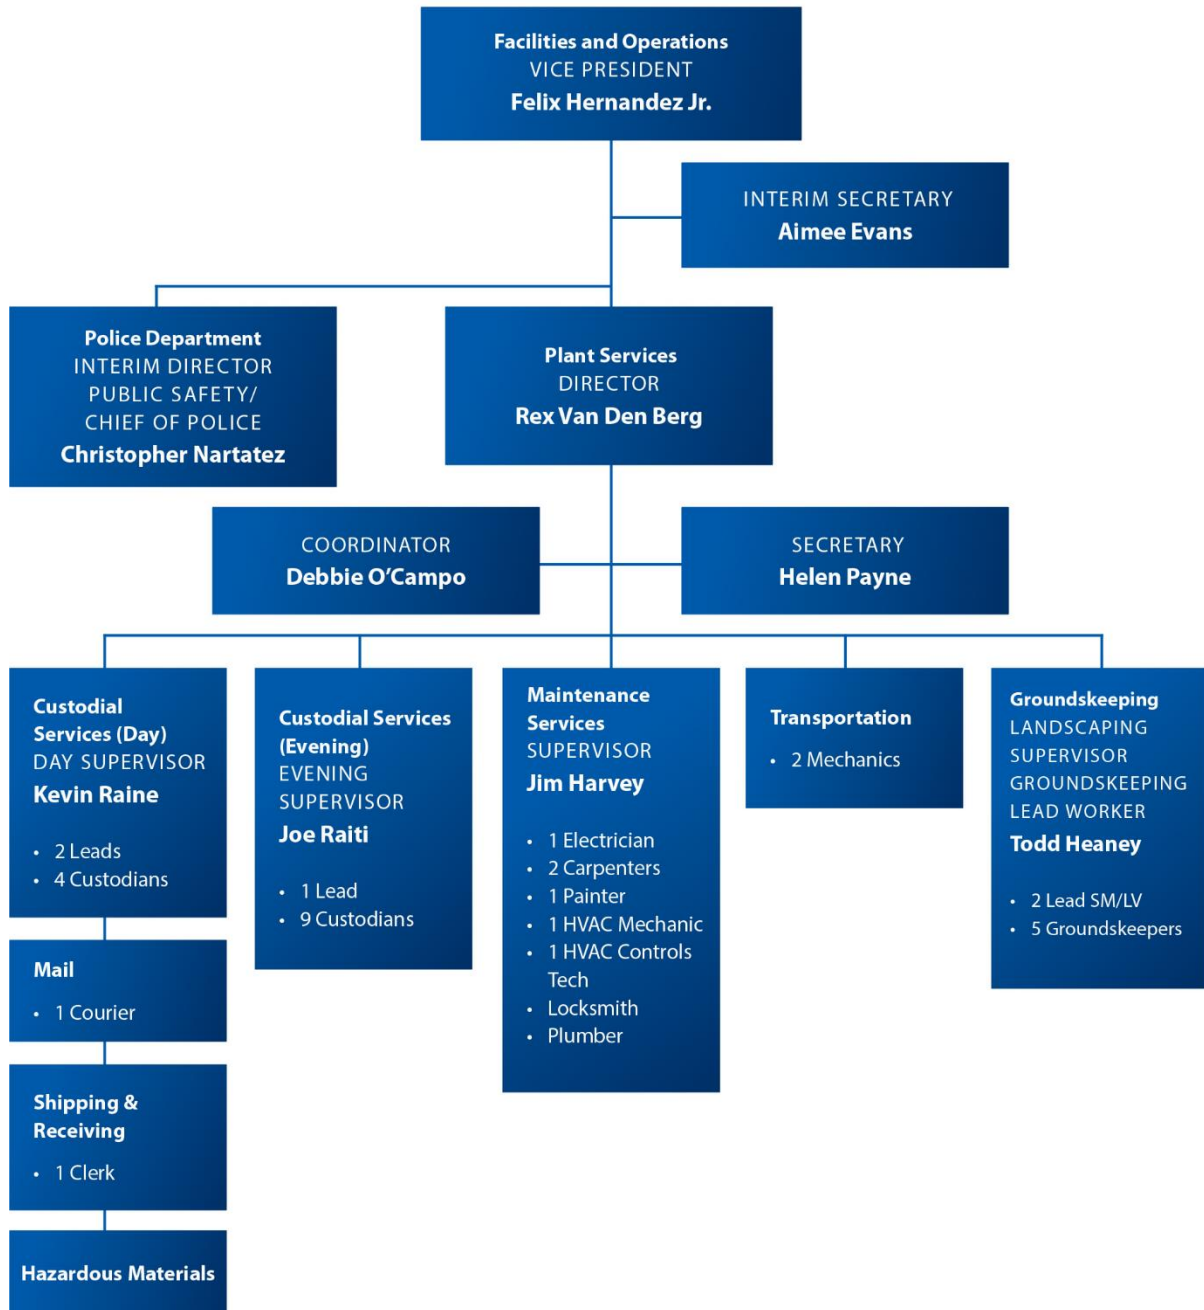 Facilities and Operations
VICE PRESIDENT
Felix Hernandez Jr.
INTERIM SECRETARY
Aimee Evans
Police Department
INTERIM DIRECTOR
PUBLIC SAFETY/
CHIEF OF POLICE
Christopher Nartatez
Plant Services
DIRECTOR
Rex Van Den Berg
COORDINATOR
Debbie O’Campo
SECRETARY
Helen Payne
Custodial
Services (Day)
DAY SUPERVISOR
Kevin Raine
• 2 Leads
• 4 Custodians
Mail
• 1 Courier
Shipping &
Receiving
• 1 Clerk
Hazardous Materials
Custodial Services
(Evening)
EVENING
SUPERVISOR
Joe Raiti
• 1 Lead
• 9 Custodians
Maintenance
Services
SUPERVISOR
Jim Harvey
• 1 Electrician
• 2 Carpenters
• 1 Painter
• 1 HVAC Mechanic
• 1 HVAC Controls
Tech
• Locksmith
• Plumber
Transportation
• 2 Mechanics
Groundskeeping
LANDSCAPING
SUPERVISOR
GROUNDSKEEPING
LEAD WORKER
Todd Heaney
• 2 Lead SM/LV
• 5 Groundskeepers